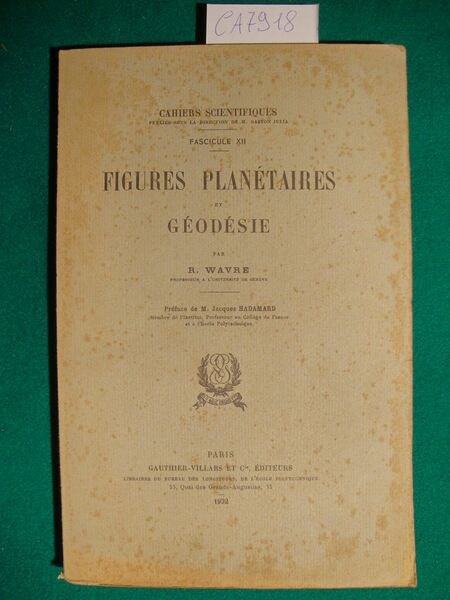 CA7918
CAHIERS SCIENTIFIQUES
PUBLIÉS SOUS LA DIRECTION DE M. GASTON JULIA
FASCICULE XII
FIGURES PLANÉTAIRES
ET
GÉODÉSIE
PAR
R. WAVRE
PROFESSEUR A L'UNIVERSITÉ DE GENÈVE
Préface de M. Jacques HADAMARD
Membre de l'Institut, Professeur au Collège de France
et à l'École Polytechnique
PARIS
GAUTHIER-VILLARS ET Cie, ÉDITEURS
LIBRAIRES DU BUREAU DES LONGITUDES, DE L'ÉCOLE POLYTECHNIQUE
55, Quai des Grands-Augustins, 55
1932